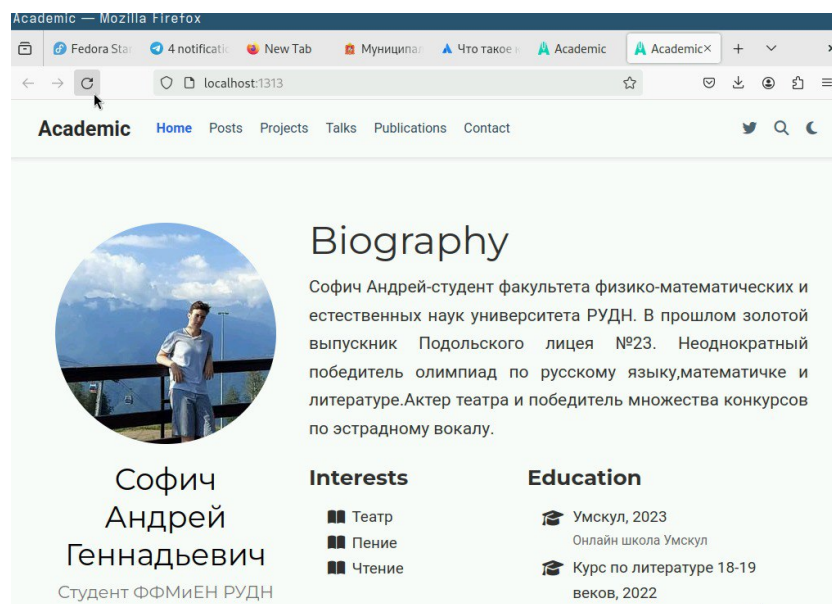 Academic — Mozilla Firefox
Fedora Sta
4 notificatio
New Tab
Муниципал
Что такое
Academic
Academic
localhost:1313
Academic
Home Posts Projects Talks Publications Contact
Biography
Софич Андрей-студент факультета физико-математических и
естественных наук университета РУДН. В прошлом золотой
выпускник Подольского лицея №23. Неоднократный
победитель олимпиад по русскому языку,математичке и
литературе.Актер театра и победитель множества конкурсов
по эстрадному вокалу.
Софич
Андрей
Геннадьевич
Студент ФФМиЕН РУДН
Interests
Театр
Пение
Чтение
Education
Умскул, 2023
Онлайн школа Умскул
Курс по литературе 18-19
веков, 2022